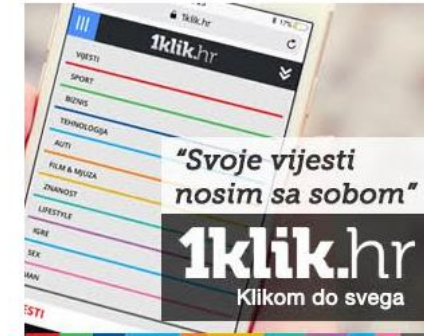 17%
1klik.hr
1klik.hr
VIJESTI
SPORT
BIZNIS
TEHNOLOGIJA
AUTI
FILM & MJUZA
ZNANOST
LIFESTYLE
IGRE
SEX
"Svoje vijesti
nosim sa sobom"
1klik.hr
Klikom do svega